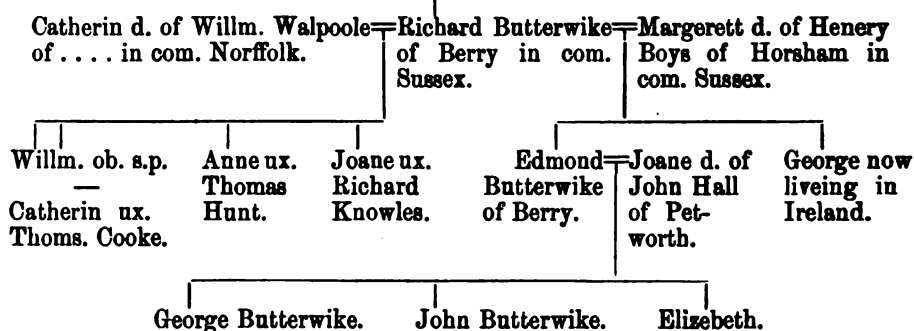 Catherin d. of Willm. Walpoole=Richard Butterwike=Margerett d. of Henery
of . . . . in com. Norffolk.
of Berry in com.
Sussex.
Boys of Horsham in
com. Sussex.
Willm. ob. s.p.
—
Catherin ux.
Thoms. Cooke.
Anne ux.
Thomas
Hunt.
Joane ux.
Richard
Knowles.
Edmond=Joane d. of
Butterwike
of Berry.
John Hall
of Pet-
worth.
George now
liveing in
Ireland.
George Butterwike.
John Butterwike.
Elizebeth.